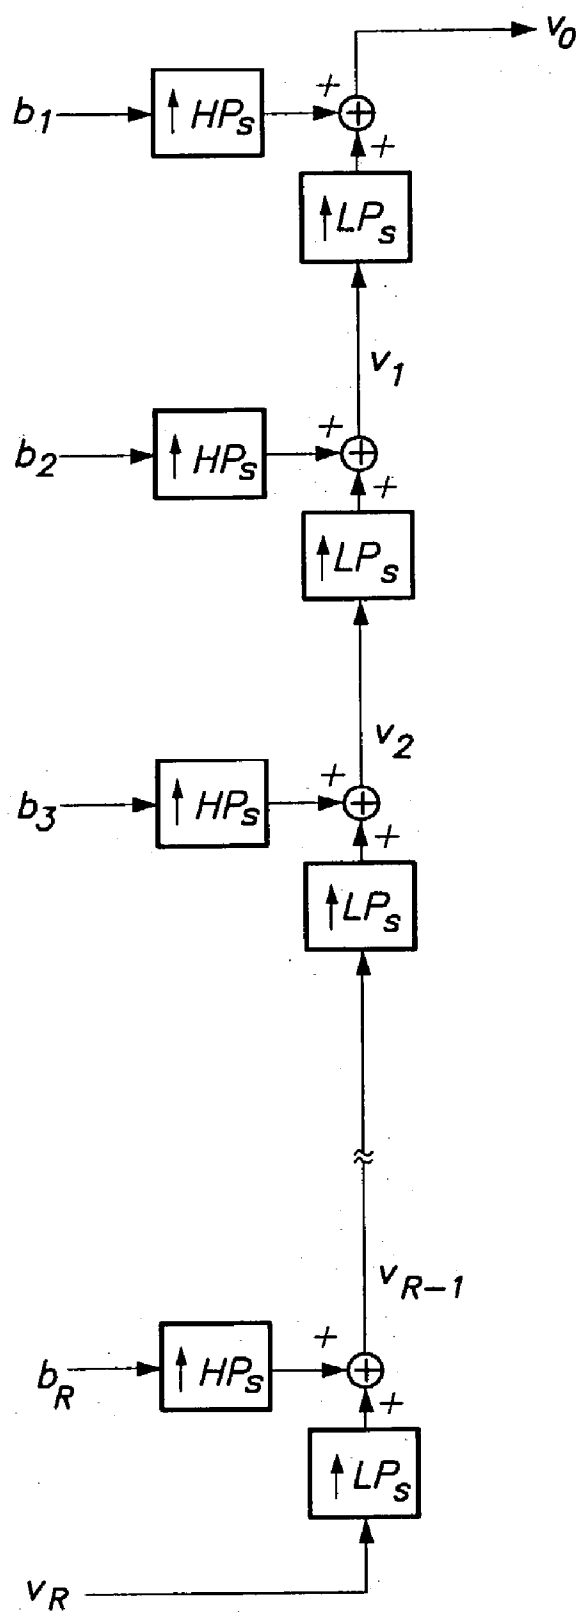 v0
b1 → ↑ HPs + +
+
↑ LPs
v1
b2 → ↑ HPs + +
+
↑ LPs
v2
b3 → ↑ HPs + +
+
↑ LPs
≈
vR-1
bR → ↑ HPs + +
+
↑ LPs
vR